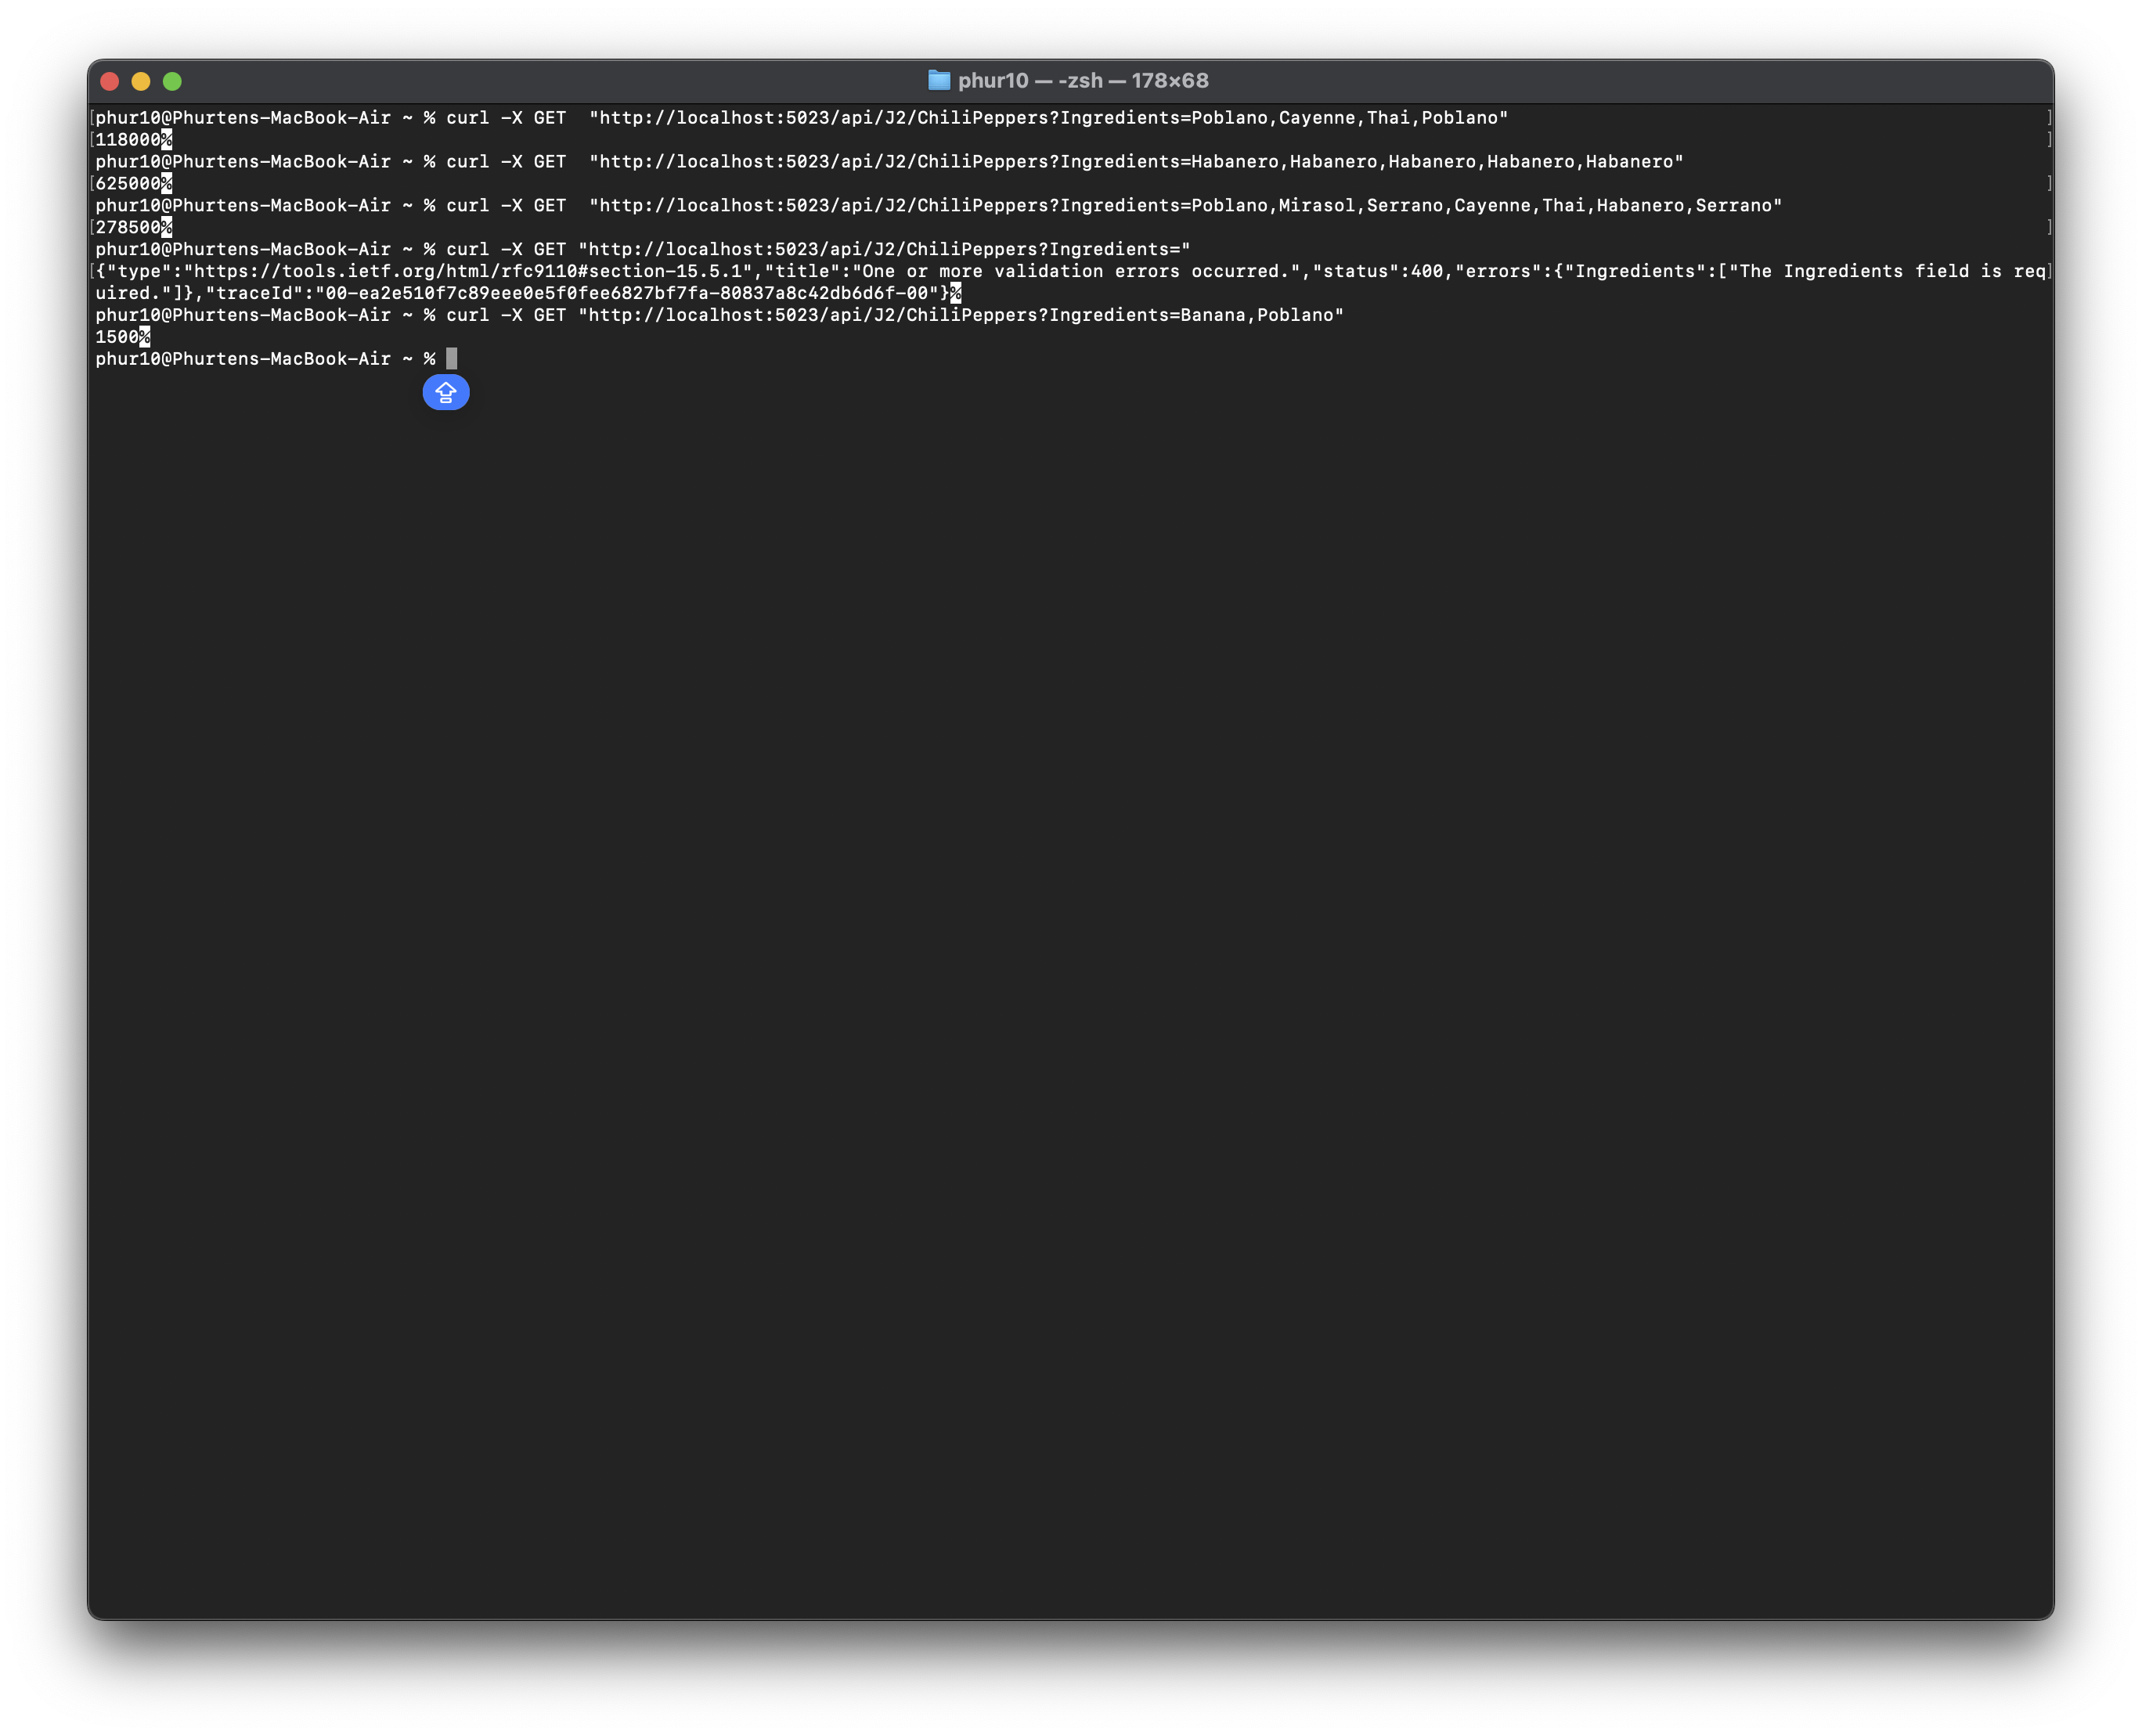 phur10 — -zsh — 178×68
[phur10@Phurtens-MacBook-Air ~ % curl -X GET  "http://localhost:5023/api/J2/ChiliPeppers?Ingredients=Poblano,Cayenne,Thai,Poblano" ]
[118000% ]
phur10@Phurtens-MacBook-Air ~ % curl -X GET  "http://localhost:5023/api/J2/ChiliPeppers?Ingredients=Habanero,Habanero,Habanero,Habanero,Habanero"
[625000% ]
phur10@Phurtens-MacBook-Air ~ % curl -X GET  "http://localhost:5023/api/J2/ChiliPeppers?Ingredients=Poblano,Mirasol,Serrano,Cayenne,Thai,Habanero,Serrano"
[278500% ]
phur10@Phurtens-MacBook-Air ~ % curl -X GET "http://localhost:5023/api/J2/ChiliPeppers?Ingredients="
[{"type":"https://tools.ietf.org/html/rfc9110#section-15.5.1","title":"One or more validation errors occurred.","status":400,"errors":{"Ingredients":["The Ingredients field is req]
uired."]},"traceId":"00-ea2e510f7c89eee0e5f0fee6827bf7fa-80837a8c42db6d6f-00"}%
phur10@Phurtens-MacBook-Air ~ % curl -X GET "http://localhost:5023/api/J2/ChiliPeppers?Ingredients=Banana,Poblano"
1500%
phur10@Phurtens-MacBook-Air ~ %